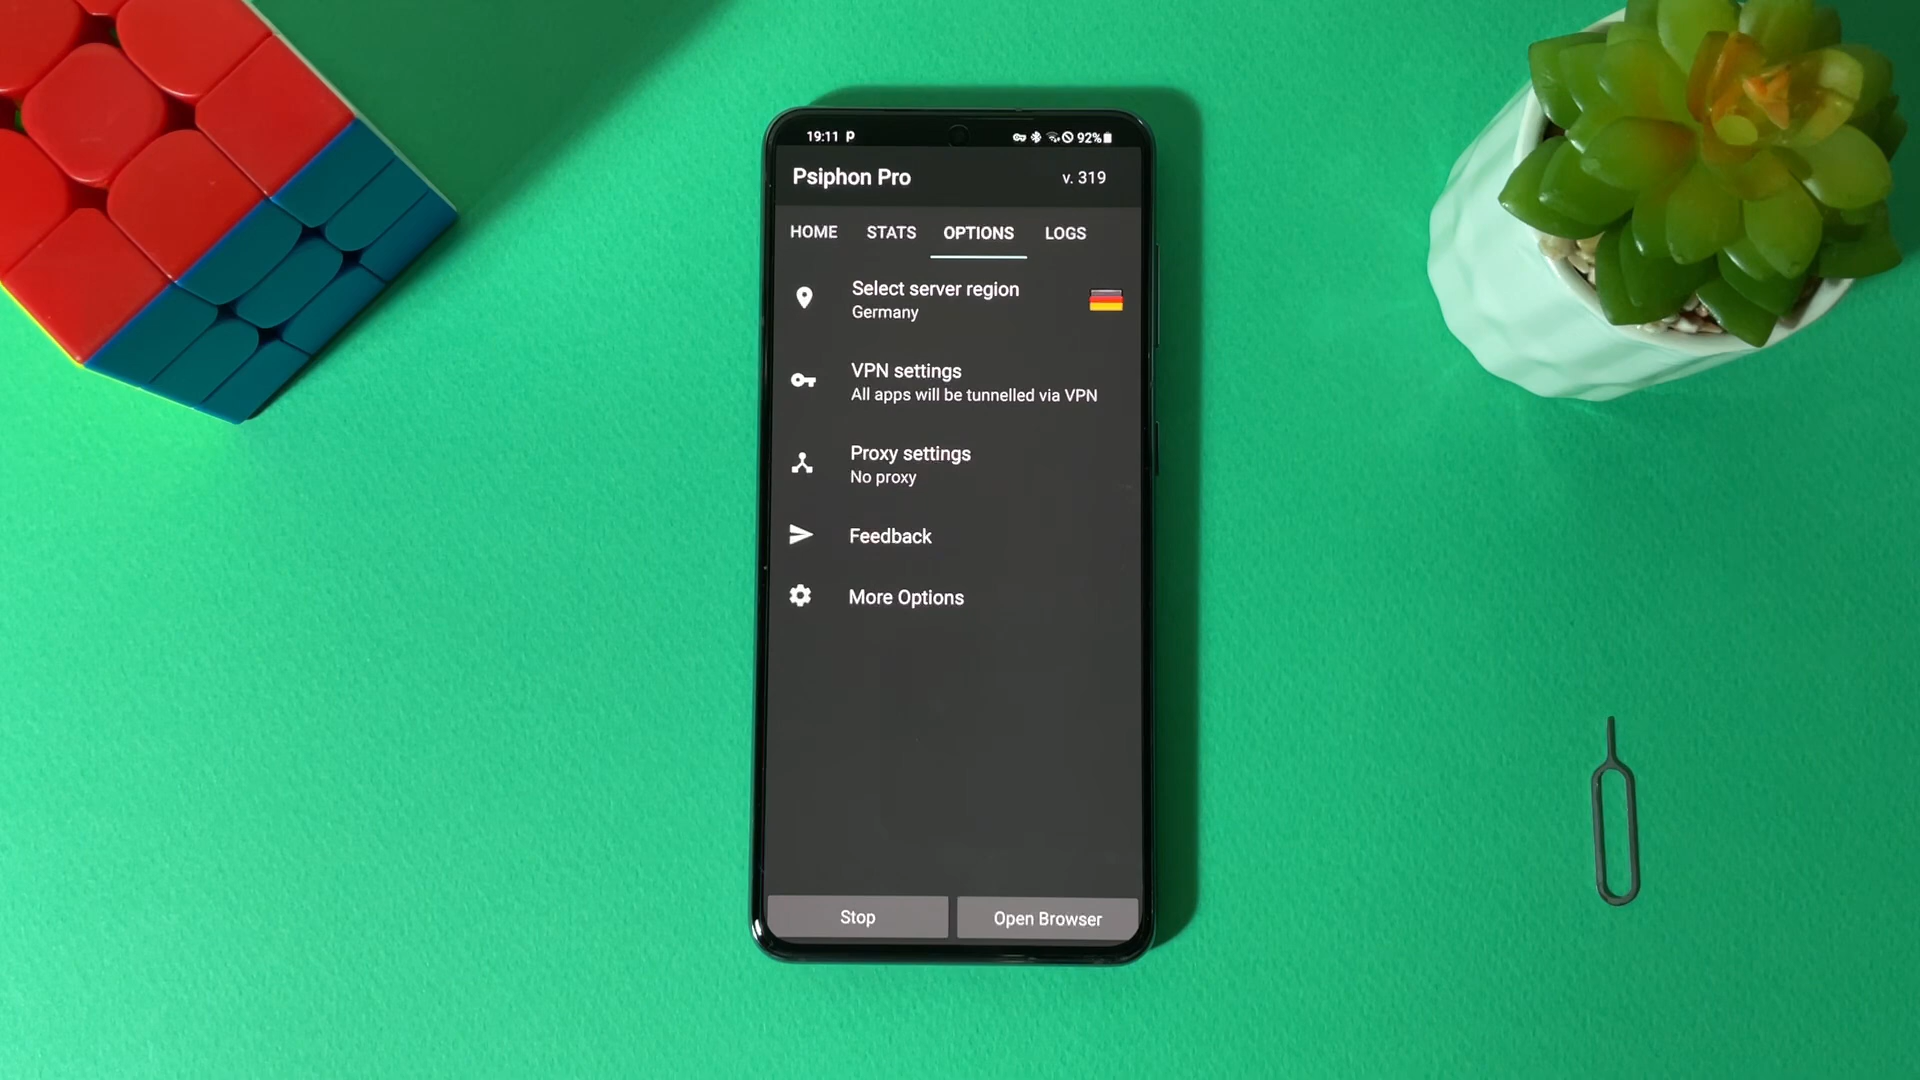 19:11 P 92%
Psiphon Pro v. 319
HOME STATS OPTIONS LOGS
Select server region
Germany
VPN settings
All apps will be tunnelled via VPN
Proxy settings
No proxy
Feedback
More Options
Stop Open Browser